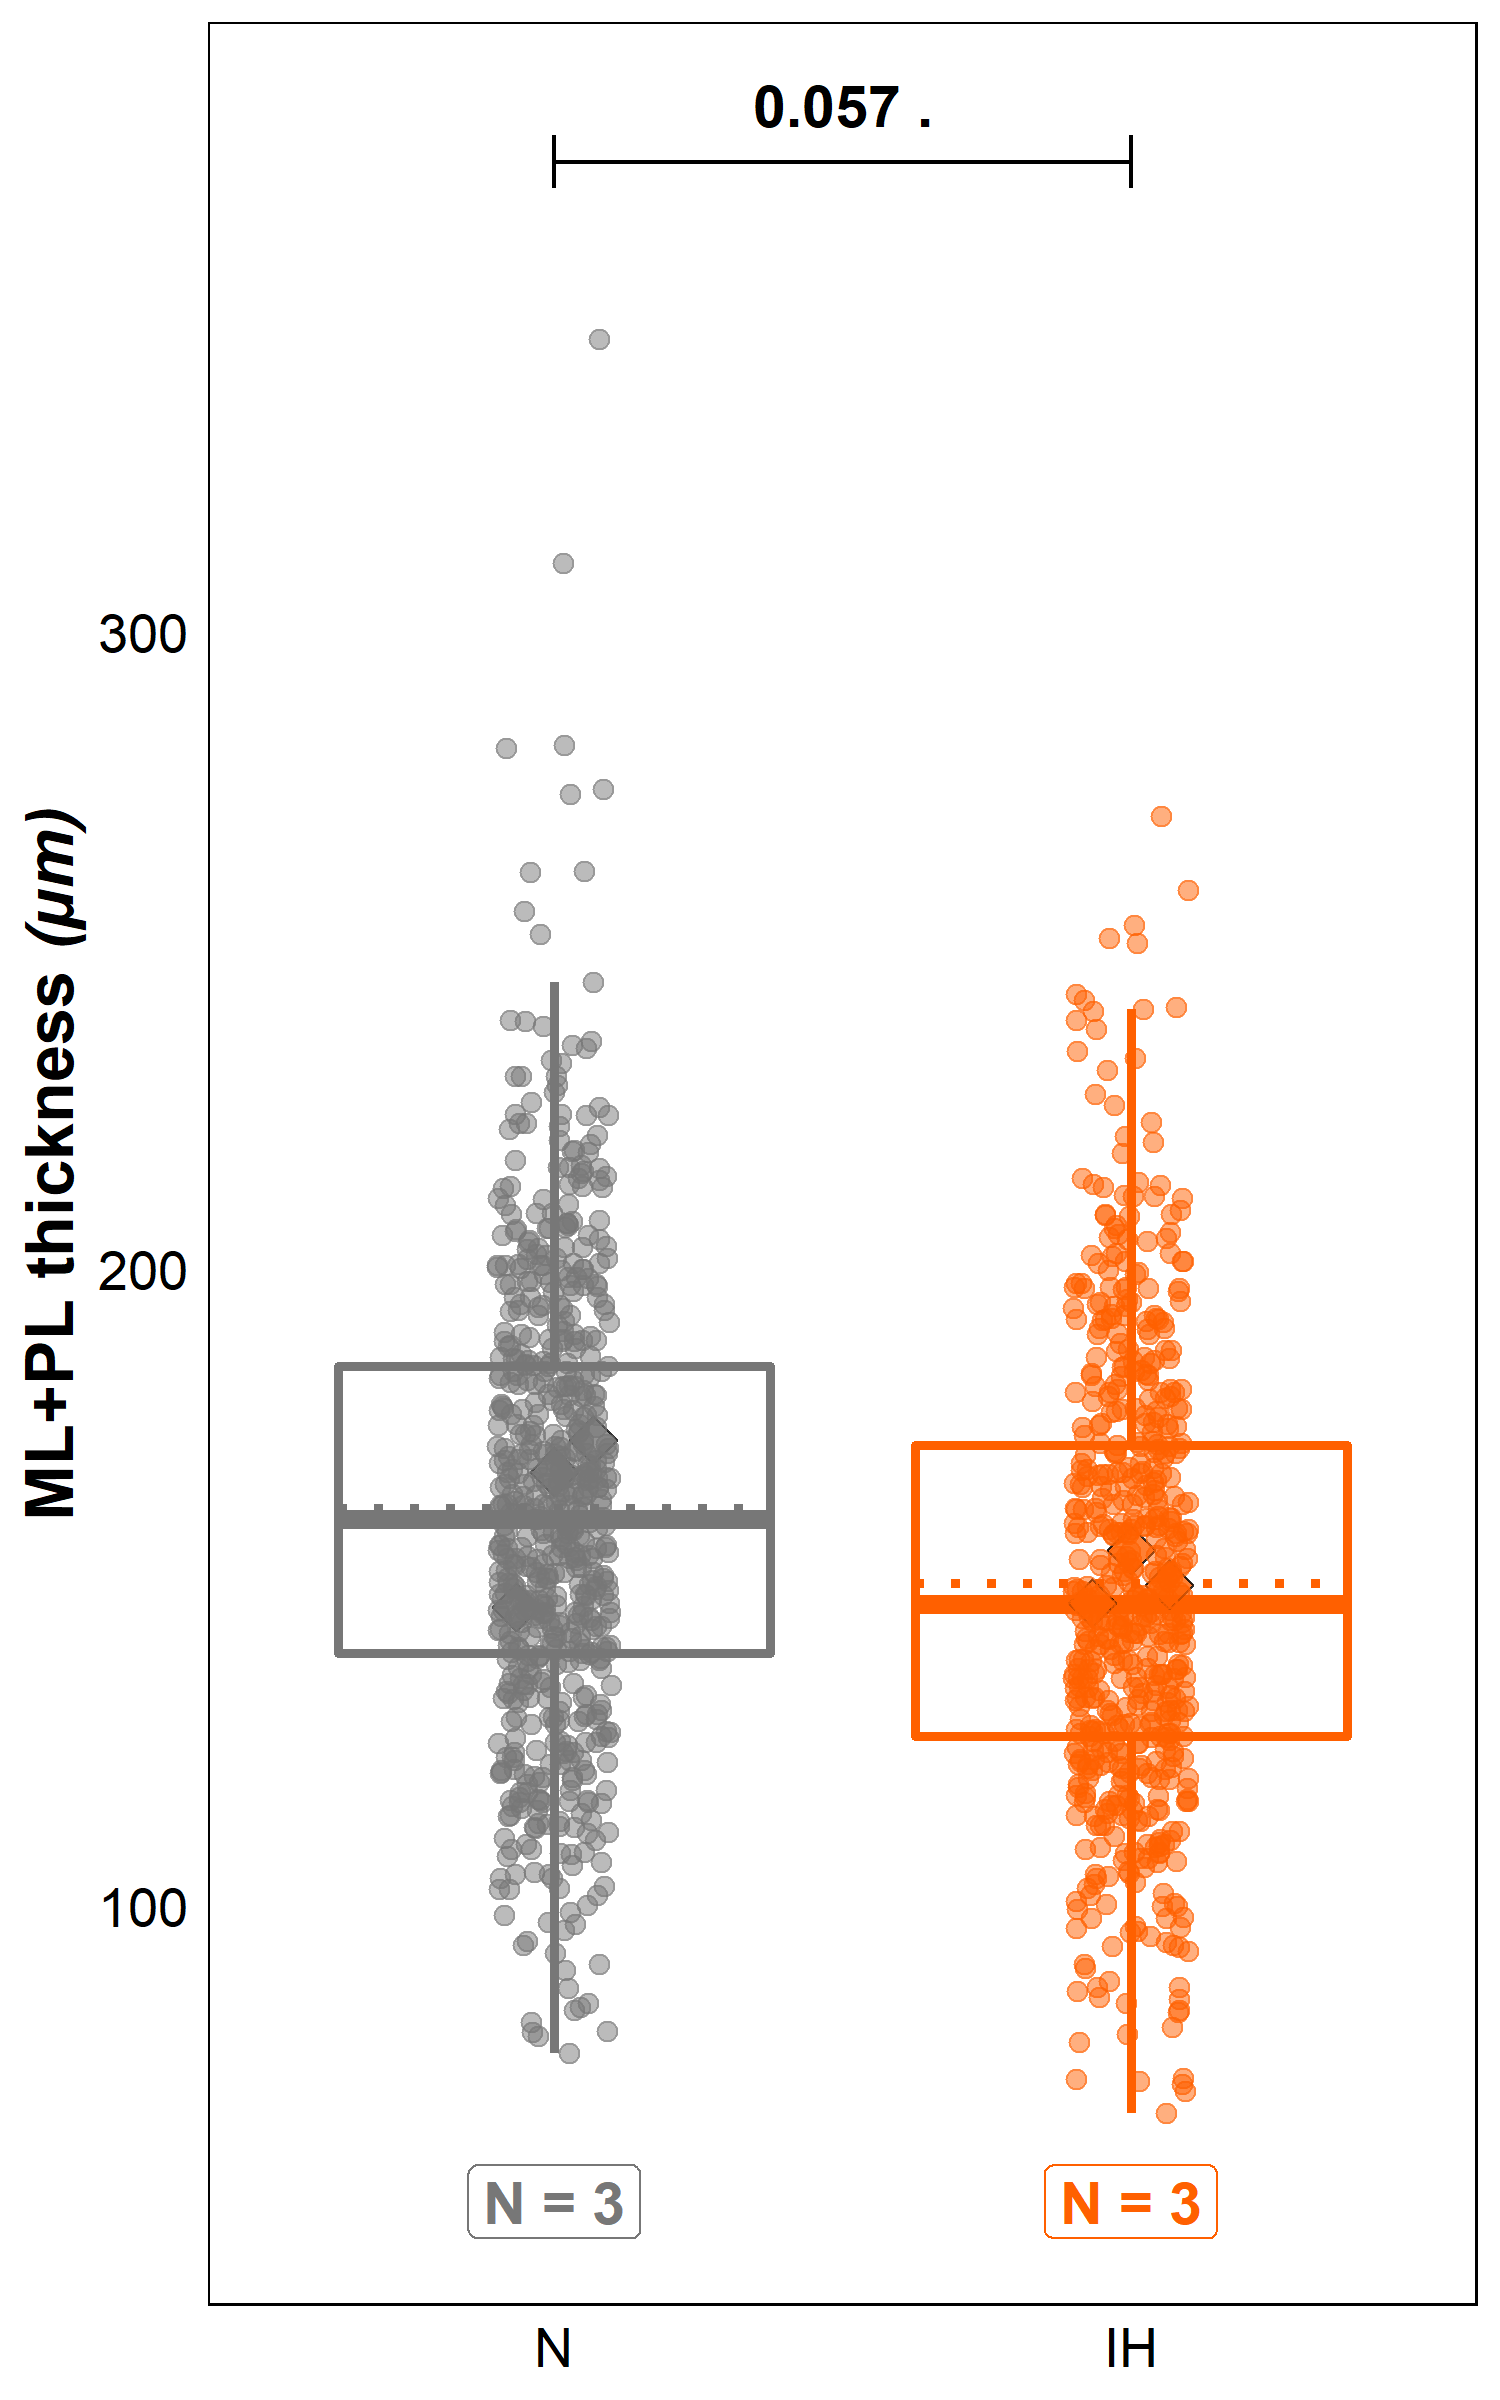 0.057 .
ML+PL thickness (μm)
300
200
100
N = 3
N = 3
N
IH